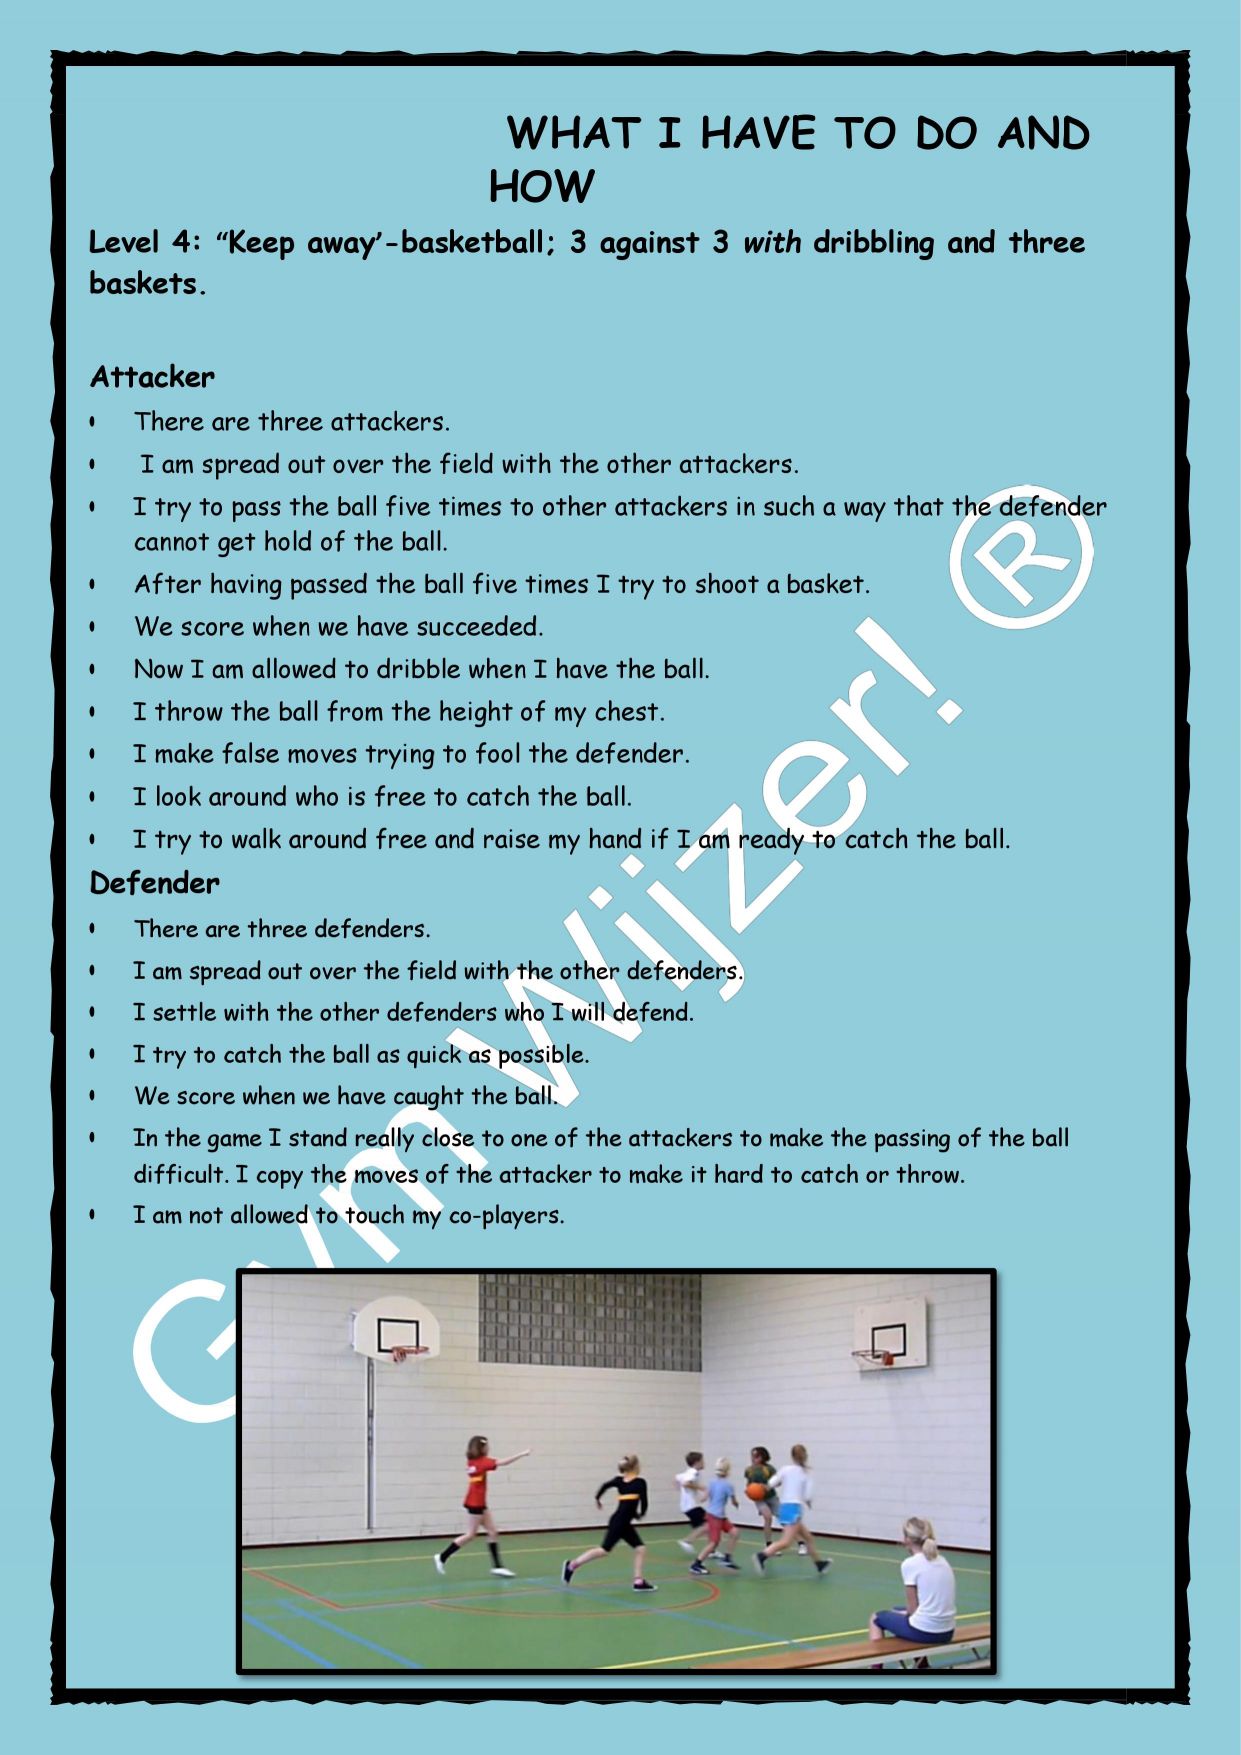 WHAT I HAVE TO DO AND
HOW
Level 4: “Keep away’-basketball; 3 against 3 with dribbling and three
baskets.
Attacker
• There are three attackers.
• I am spread out over the field with the other attackers.
• I try to pass the ball five times to other attackers in such a way that the defender
cannot get hold of the ball.
• After having passed the ball five times I try to shoot a basket.
• We score when we have succeeded.
• Now I am allowed to dribble when I have the ball.
• I throw the ball from the height of my chest.
• I make false moves trying to fool the defender.
• I look around who is free to catch the ball.
• I try to walk around free and raise my hand if I am ready to catch the ball.
Defender
• There are three defenders.
• I am spread out over the field with the other defenders.
• I settle with the other defenders who I will defend.
• I try to catch the ball as quick as possible.
• We score when we have caught the ball.
• In the game I stand really close to one of the attackers to make the passing of the ball
difficult. I copy the moves of the attacker to make it hard to catch or throw.
• I am not allowed to touch my co-players.
Gym Wijzer! ®